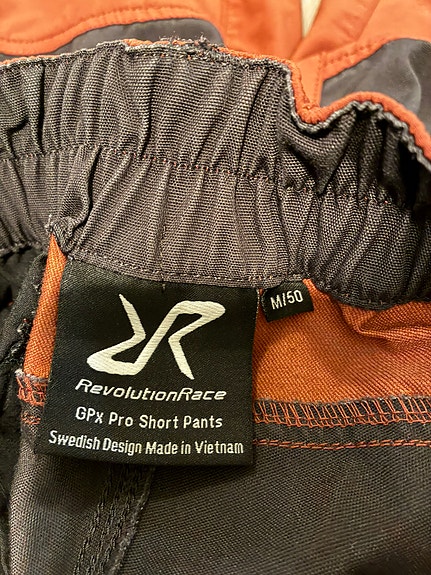 M/50
RevolutionRace
GPx Pro Short Pants
Swedish Design Made in Vietnam